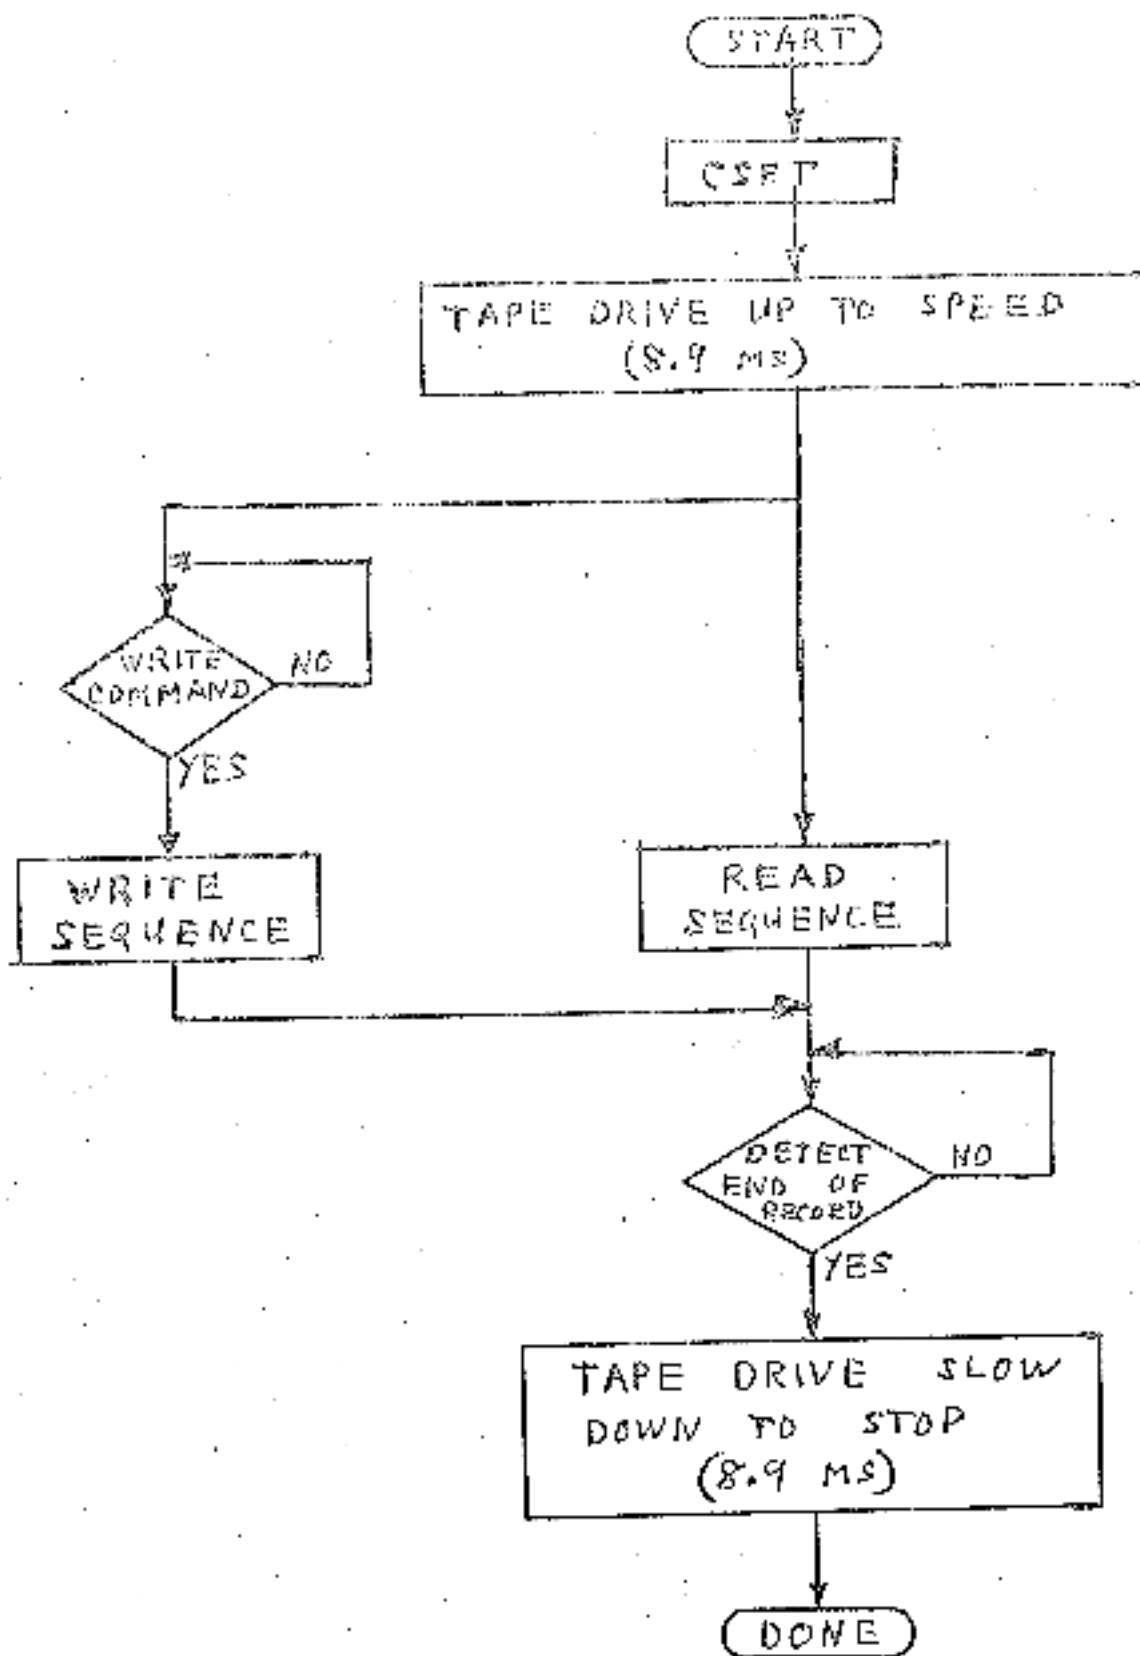 START
CSET
TAPE DRIVE UP TO SPEED
(8.9 MS)
WRITE
COMMAND
NO
YES
WRITE
SEQUENCE
READ
SEQUENCE
DETECT
END OF
RECORD
NO
YES
TAPE DRIVE SLOW
DOWN TO STOP
(8.9 MS)
DONE